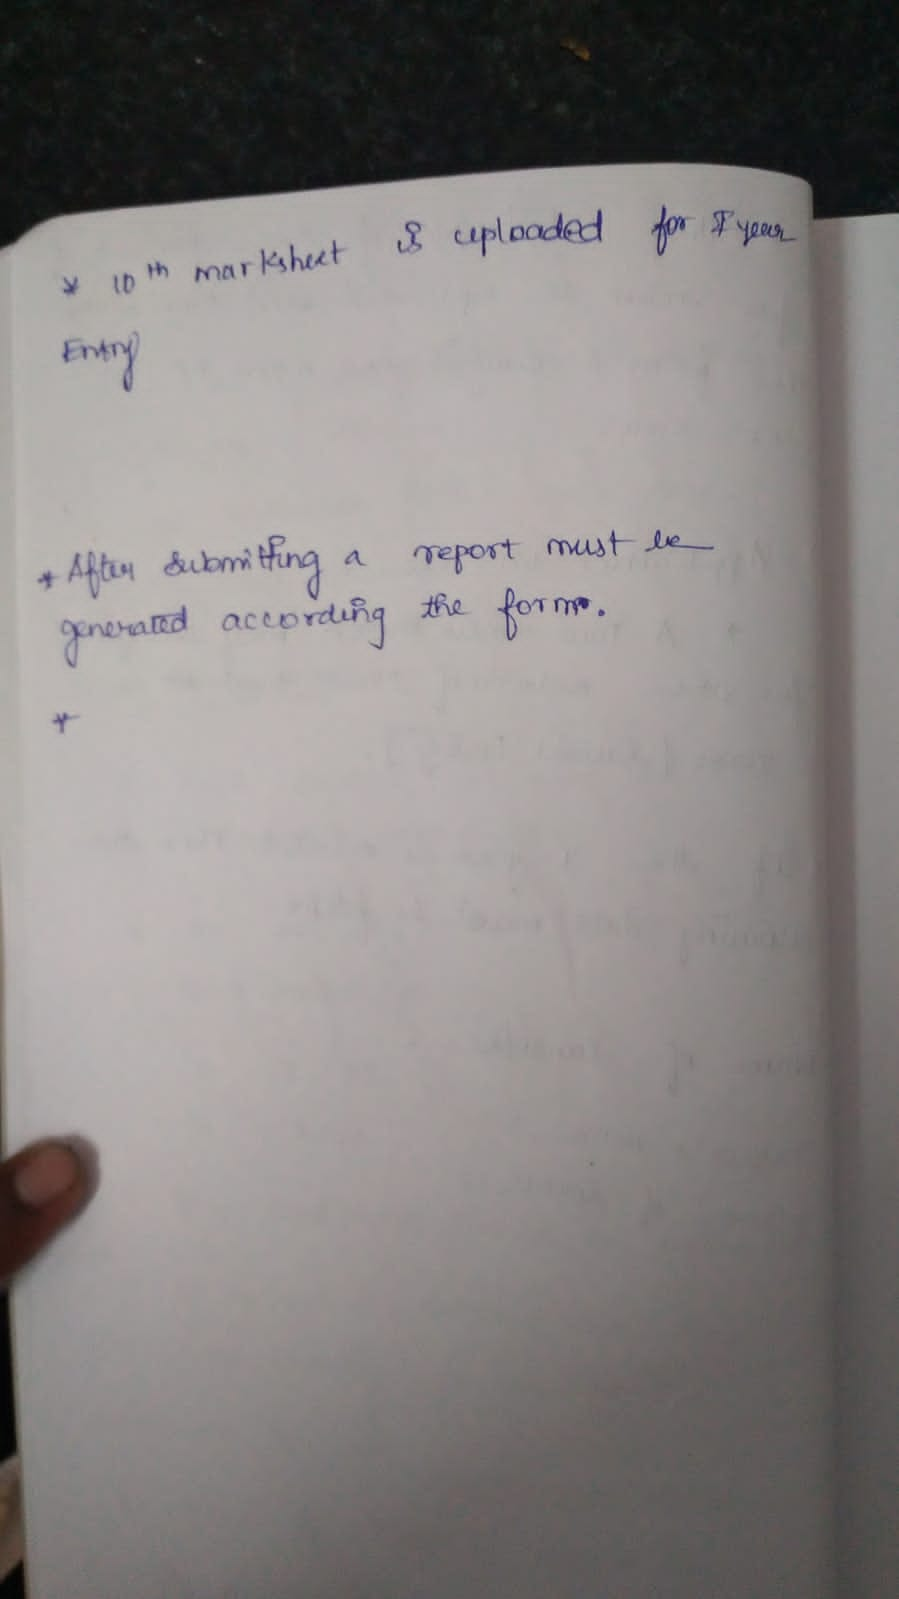 * 10th marksheet is uploaded for I year
Entry
* After submitting a report must be
generated according the form.
*